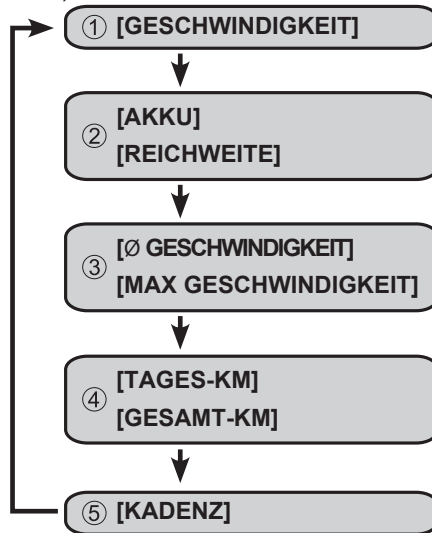 ① [GESCHWINDIGKEIT]
② [AKKU]
[REICHWEITE]
③ [Ø GESCHWINDIGKEIT]
[MAX GESCHWINDIGKEIT]
④ [TAGES-KM]
[GESAMT-KM]
⑤ [KADENZ]